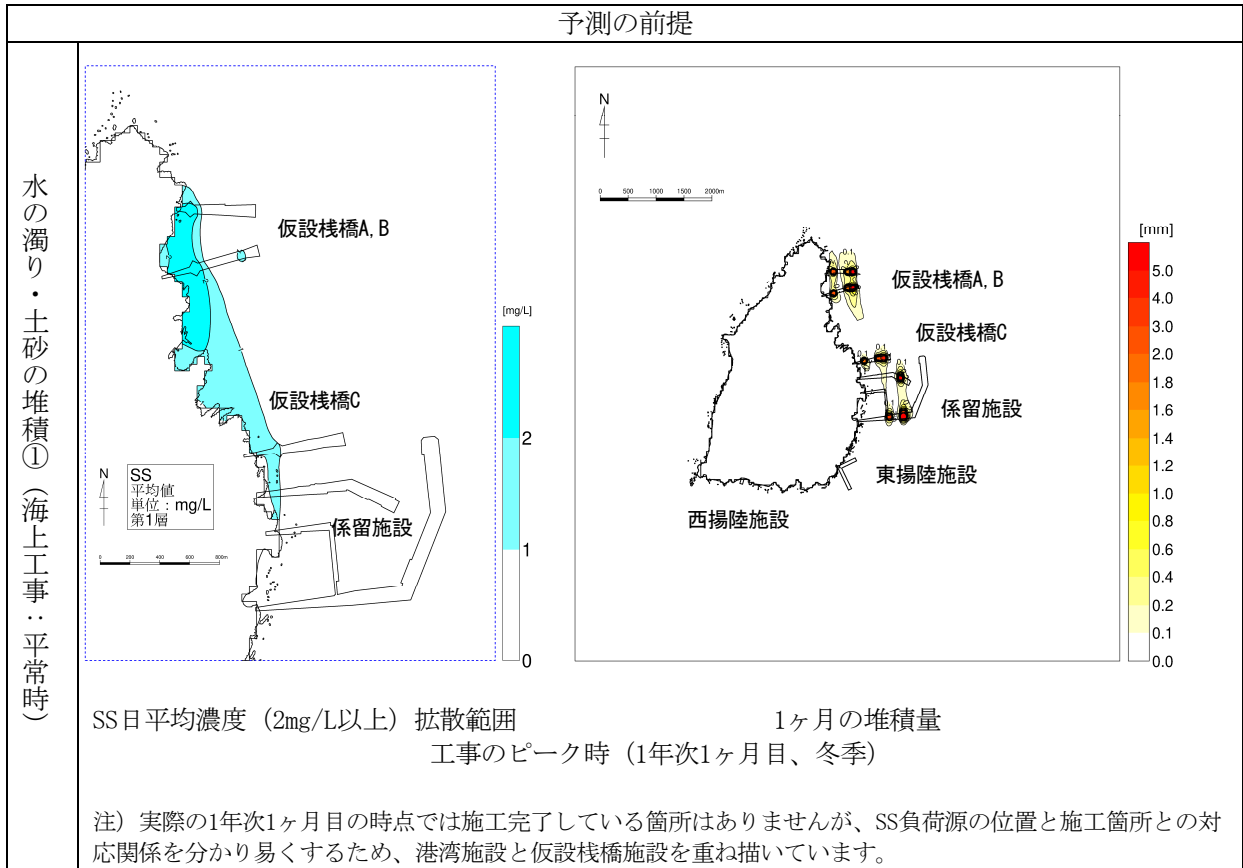 予測の前提
水の濁り・土砂の堆積①(海上工事:平常時)
仮設桟橋A,B
仮設桟橋C
係留施設
N
SS
平均値
単位:mg/L
第1層
0 200 400 600 800m
[mg/L]
2
1
0
N
0 500 1000 1500 2000m
仮設桟橋A,B
仮設桟橋C
係留施設
東揚陸施設
西揚陸施設
[mm]
5.0
4.0
3.0
2.0
1.8
1.6
1.4
1.2
1.0
0.8
0.6
0.4
0.2
0.1
0.0
SS日平均濃度(2mg/L以上)拡散範囲
1ヶ月の堆積量
工事のピーク時(1年次1ヶ月目、冬季)
注)実際の1年次1ヶ月目の時点では施工完了している箇所はありませんが、SS負荷源の位置と施工箇所との対
応関係を分かり易くするため、港湾施設と仮設桟橋施設を重ね描いています。